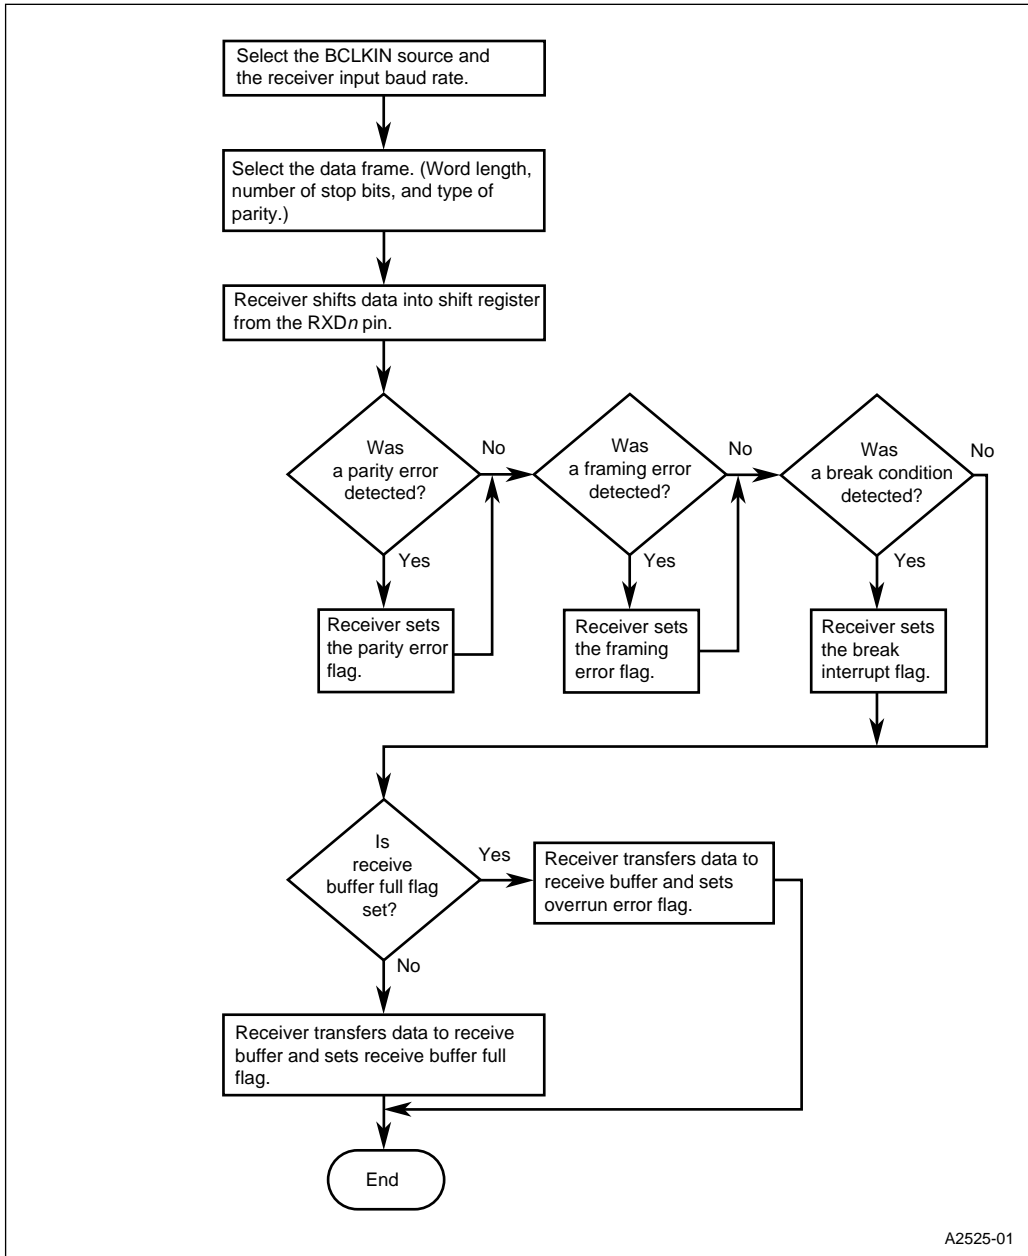 Select the BCLKIN source and
the receiver input baud rate.
Select the data frame. (Word length,
number of stop bits, and type of
parity.)
Receiver shifts data into shift register
from the RXDn pin.
Was
a parity error
detected?
No
Yes
Receiver sets
the parity error
flag.
Was
a framing error
detected?
No
Yes
Receiver sets
the framing
error flag.
Was
a break condition
detected?
No
Yes
Receiver sets
the break
interrupt flag.
Is
receive
buffer full flag
set?
Yes
Receiver transfers data to
receive buffer and sets
overrun error flag.
No
Receiver transfers data to receive
buffer and sets receive buffer full
flag.
End
A2525-01